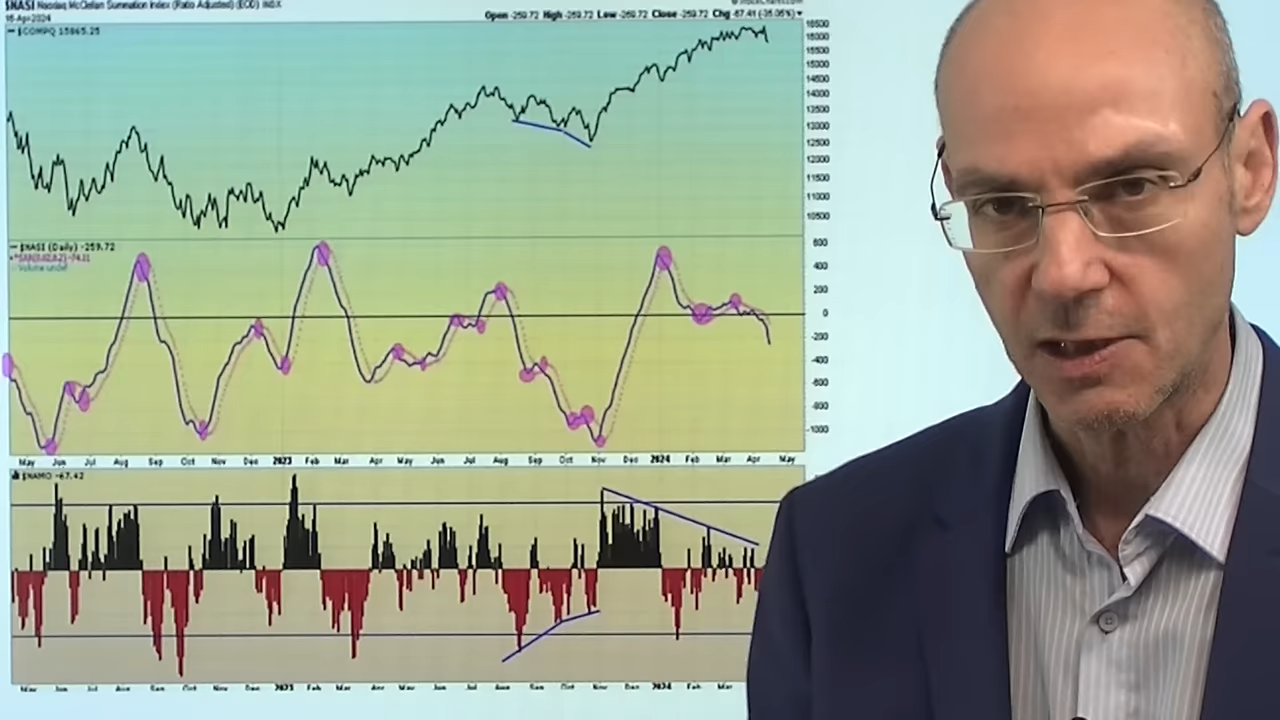 $NASI Nasdaq McClellan Summation Index (Ratio Adjusted) (EOD) INDX
15-Apr-2024
Open -259.72 High -259.72 Low -259.72 Close -259.72 Chg -67.41 (-35.05%)
— $COMPQ 15865.25
16500
16000
15500
15000
14500
14000
13500
13000
12500
12000
11500
11000
10500
— $NASI (Daily) -259.72
Volume undef
600
400
200
0
-200
-400
-600
-800
-1000
May Jun Jul Aug Sep Oct Nov Dec 2023 Feb Mar Apr May Jun Jul Aug Sep Oct Nov Dec 2024 Feb Mar Apr May
$NAMO -67.42
May Jun Jul Aug Sep Oct Nov Dec 2023 Feb Mar Apr May Jun Jul Aug Sep Oct Nov Dec 2024 Feb Mar